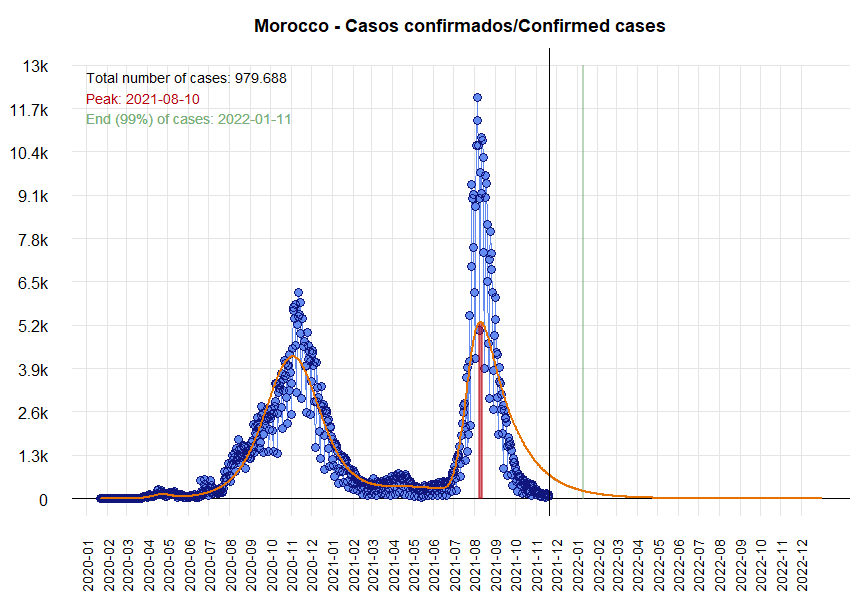 Morocco - Casos confirmados/Confirmed cases
Total number of cases: 979.688
Peak: 2021-08-10
End (99%) of cases: 2022-01-11
13k
11.7k
10.4k
9.1k
7.8k
6.5k
5.2k
3.9k
2.6k
1.3k
0
2020-01
2020-02
2020-03
2020-04
2020-05
2020-06
2020-07
2020-08
2020-09
2020-10
2020-11
2020-12
2021-01
2021-02
2021-03
2021-04
2021-05
2021-06
2021-07
2021-08
2021-09
2021-10
2021-11
2021-12
2022-01
2022-02
2022-03
2022-04
2022-05
2022-06
2022-07
2022-08
2022-09
2022-10
2022-11
2022-12